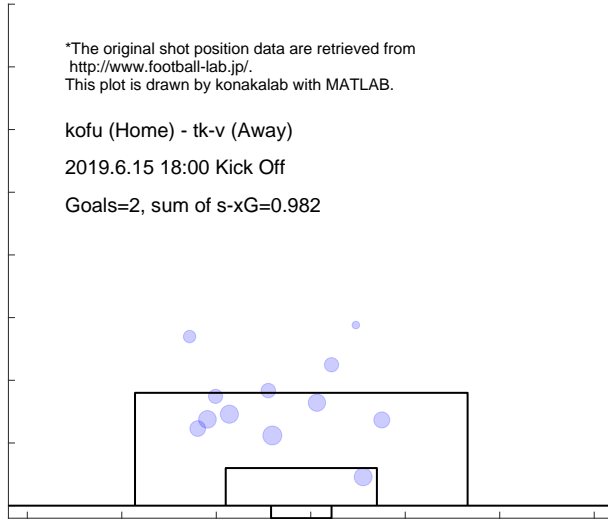 *The original shot position data are retrieved from
http://www.football-lab.jp/.
This plot is drawn by konakalab with MATLAB.
kofu (Home) - tk-v (Away)
2019.6.15 18:00 Kick Off
Goals=2, sum of s-xG=0.982